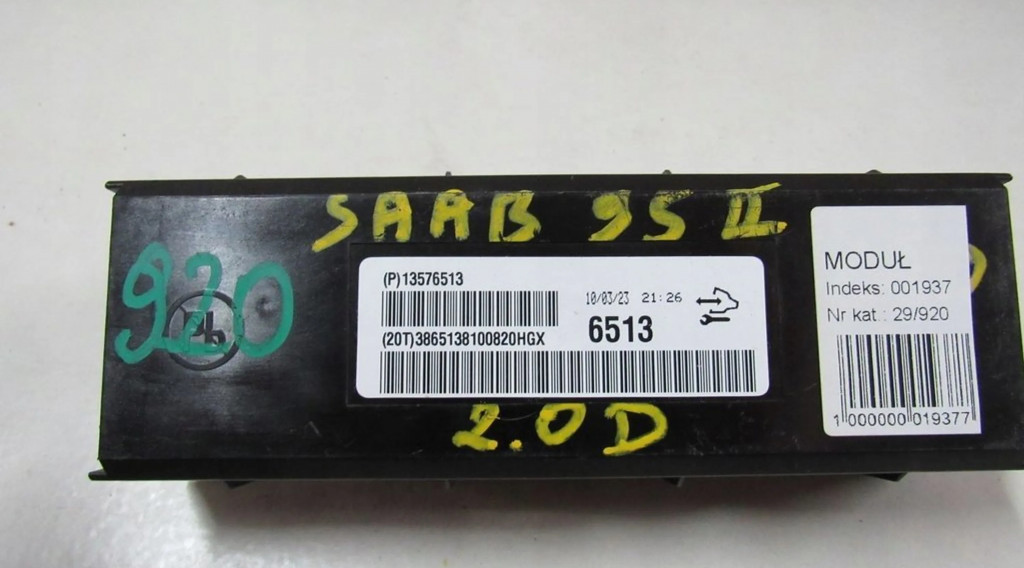 SAAB 95 II
920
(P)13576513
10/03/23 21:26
6513
(20T)3865138100820HGX
2.0D
MODUŁ
Indeks: 001937
Nr kat.: 29/920
1 000000 019377